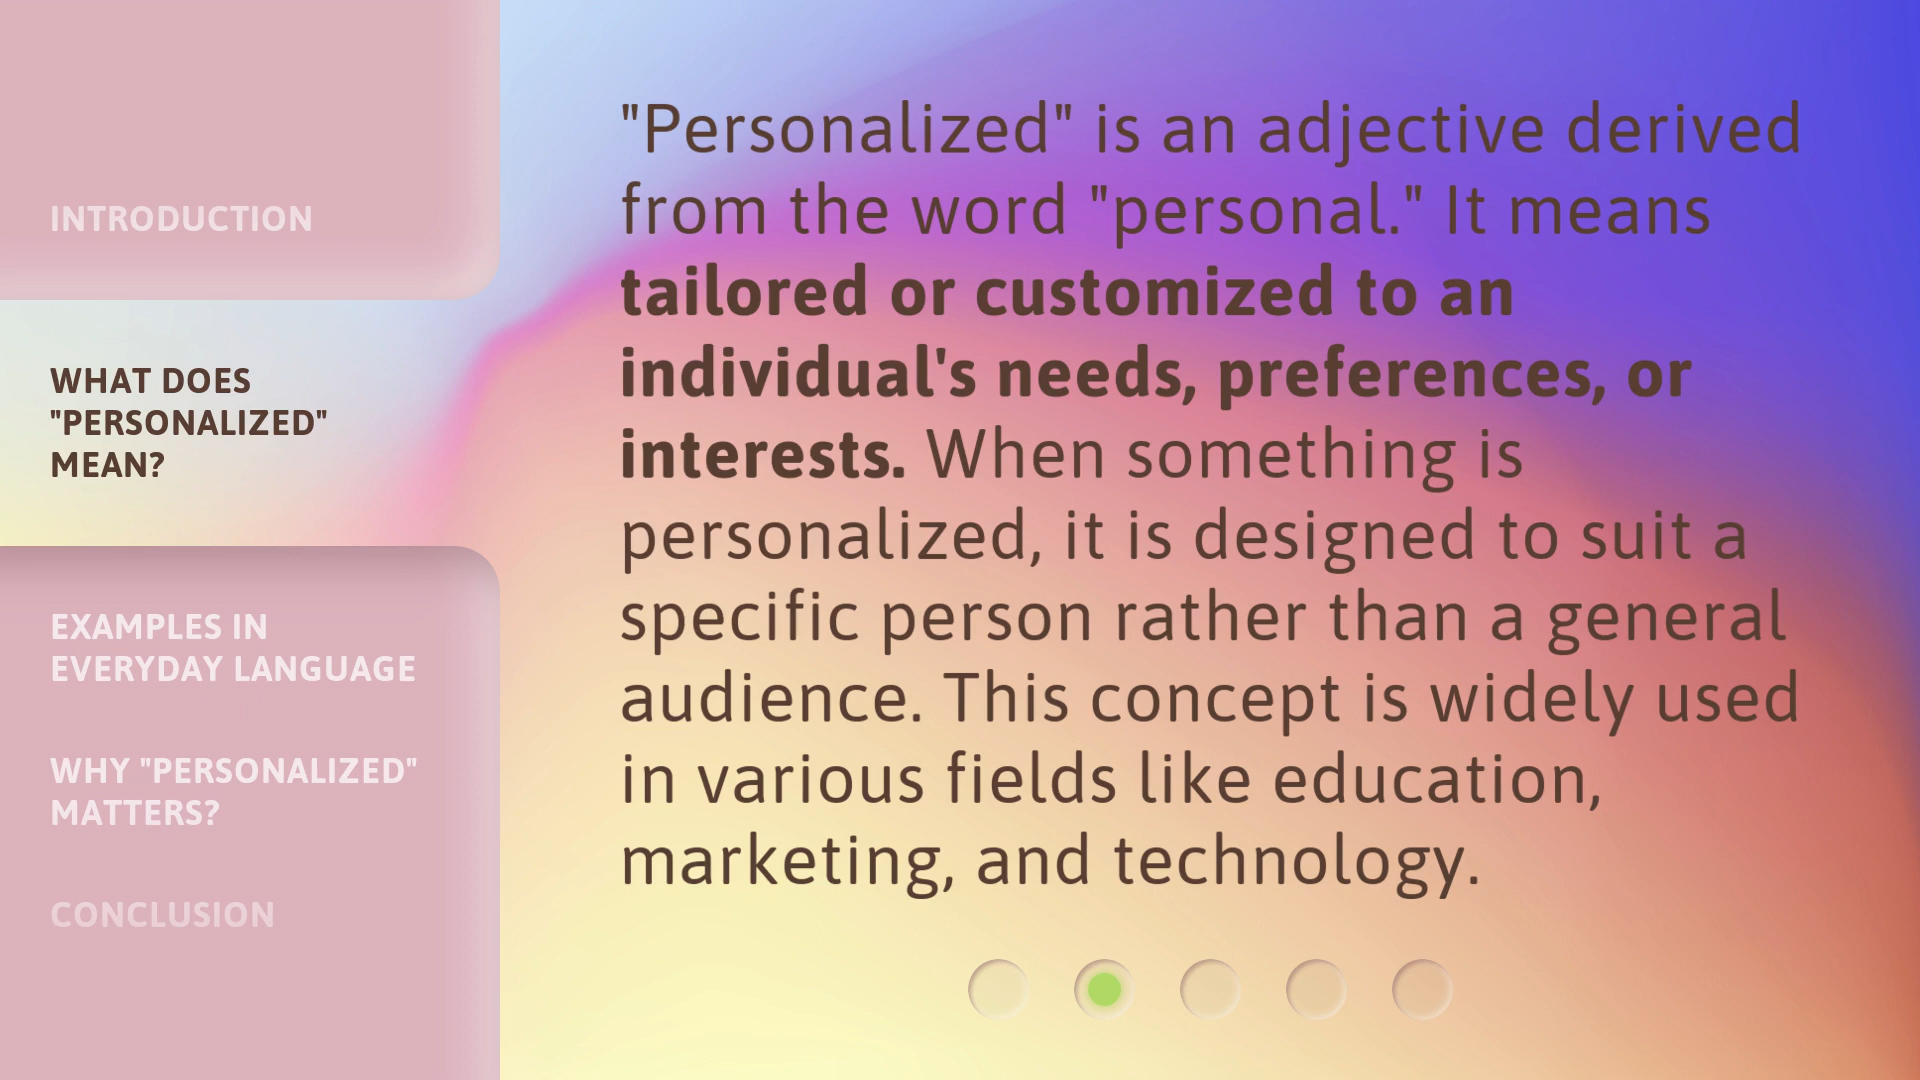 INTRODUCTION
WHAT DOES
"PERSONALIZED"
MEAN?
EXAMPLES IN
EVERYDAY LANGUAGE
WHY "PERSONALIZED"
MATTERS?
CONCLUSION
"Personalized" is an adjective derived
from the word "personal." It means
tailored or customized to an
individual's needs, preferences, or
interests. When something is
personalized, it is designed to suit a
specific person rather than a general
audience. This concept is widely used
in various fields like education,
marketing, and technology.